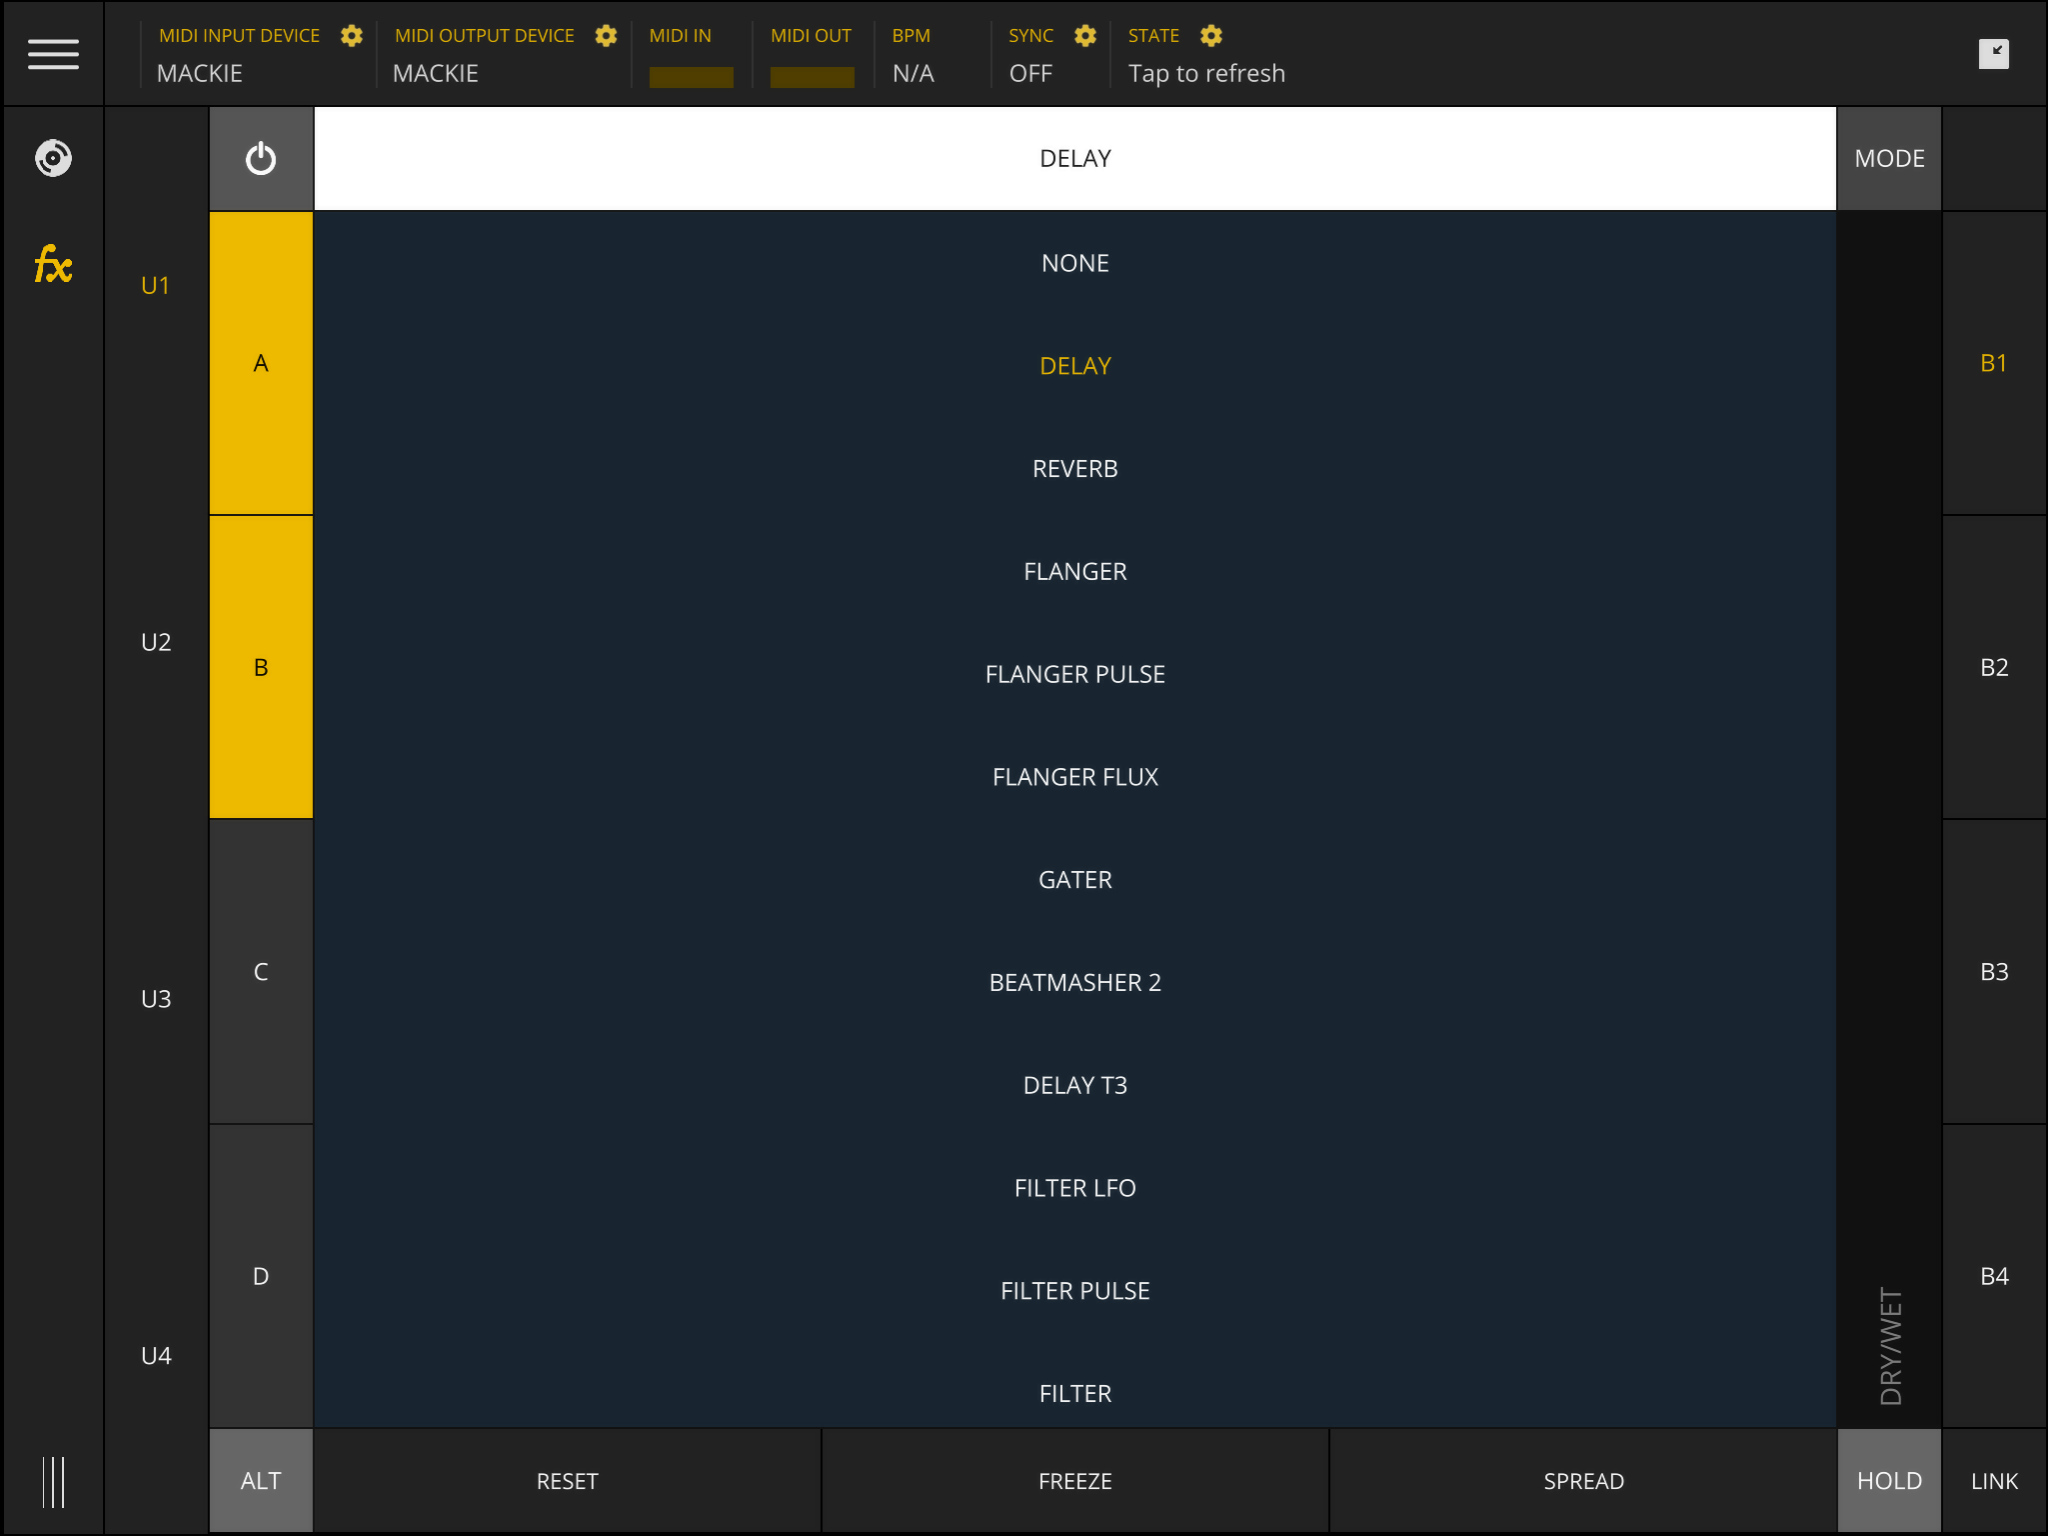 MIDI INPUT DEVICE
MACKIE
MIDI OUTPUT DEVICE
MACKIE
MIDI IN
MIDI OUT
BPM
N/A
SYNC
OFF
STATE
Tap to refresh
DELAY
MODE
fx
U1
U2
U3
U4
A
B
C
D
NONE
DELAY
REVERB
FLANGER
FLANGER PULSE
FLANGER FLUX
GATER
BEATMASHER 2
DELAY T3
FILTER LFO
FILTER PULSE
FILTER
DRY/WET
B1
B2
B3
B4
ALT
RESET
FREEZE
SPREAD
HOLD
LINK